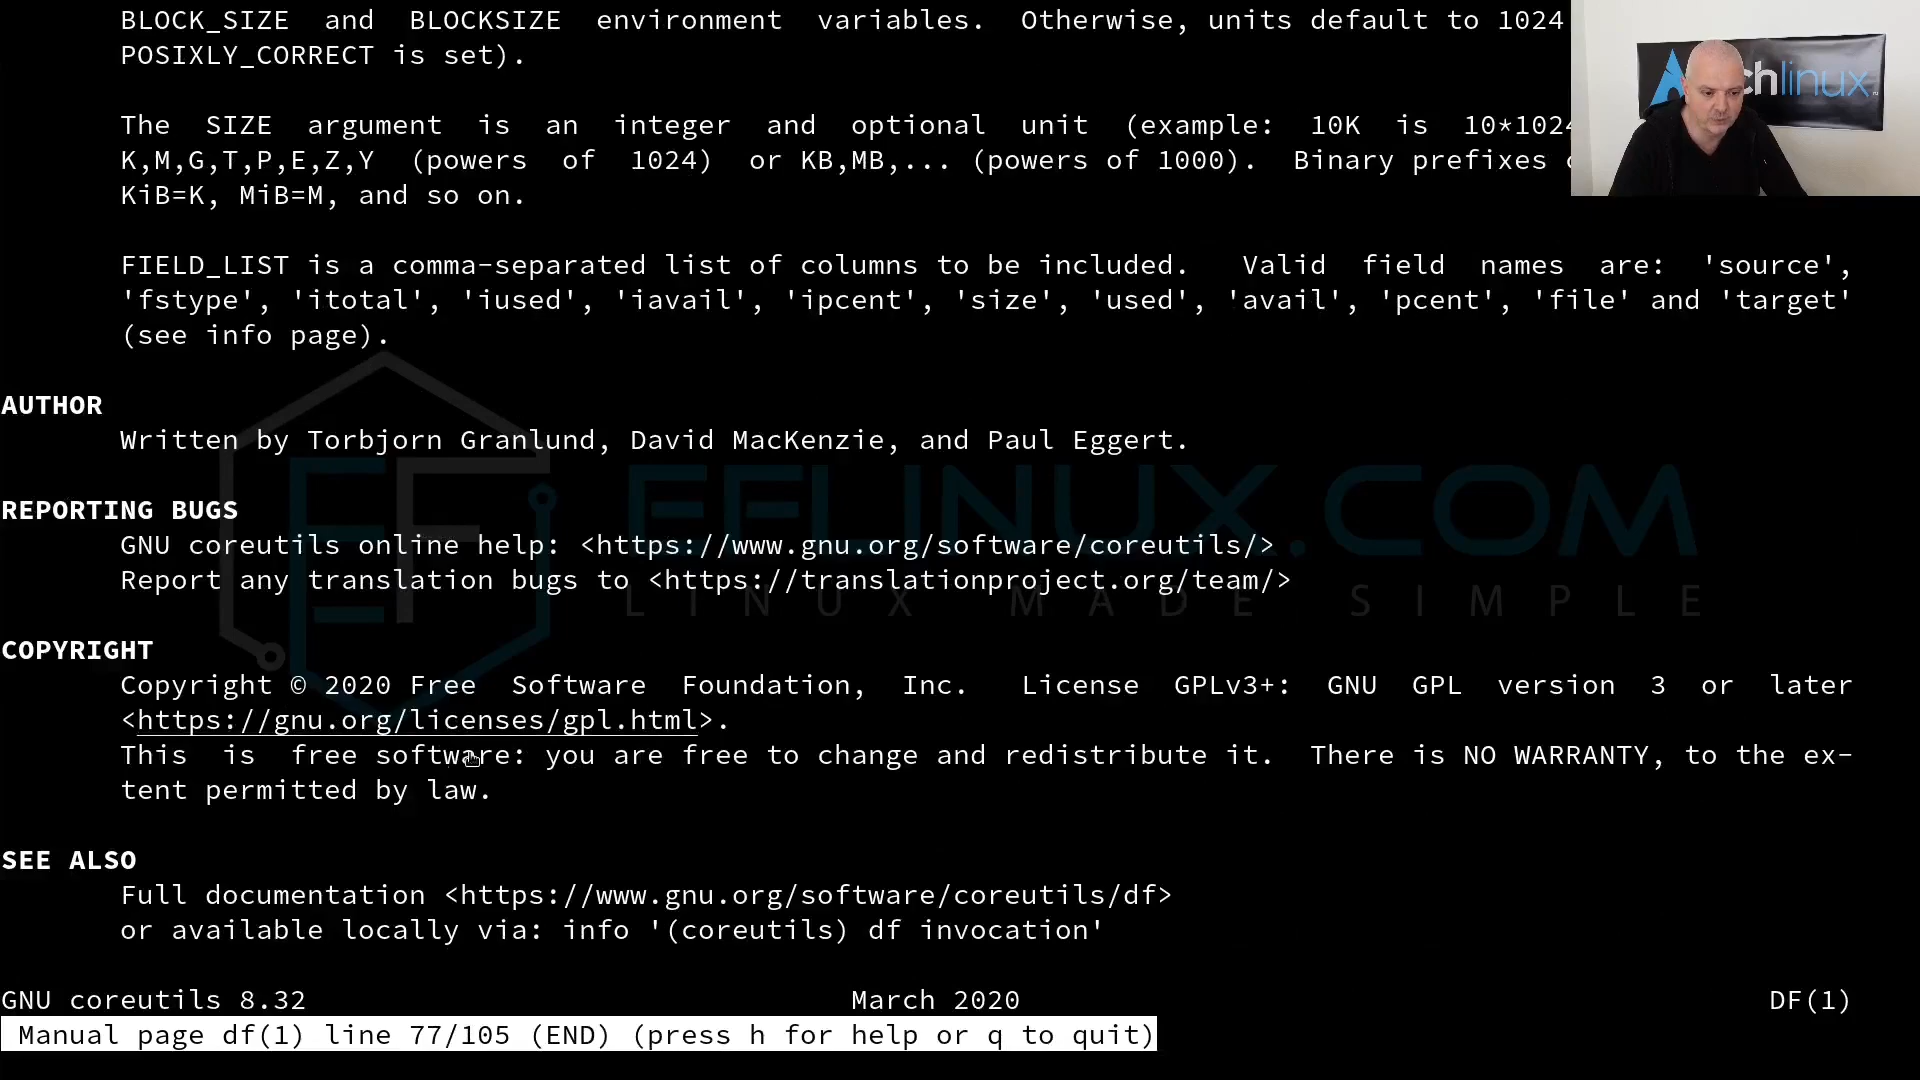 BLOCK_SIZE and BLOCKSIZE environment variables. Otherwise, units default to 1024
POSIXLY_CORRECT is set).
The SIZE argument is an integer and optional unit (example: 10K is 10*1024
K,M,G,T,P,E,Z,Y (powers of 1024) or KB,MB,... (powers of 1000). Binary prefixes
KiB=K, MiB=M, and so on.
chlinux
FIELD_LIST is a comma-separated list of columns to be included. Valid field names are: 'source',
'fstype', 'itotal', 'iused', 'iavail', 'ipcent', 'size', 'used', 'avail', 'pcent', 'file' and 'target'
(see info page).
AUTHOR
Written by Torbjorn Granlund, David MacKenzie, and Paul Eggert.
EF
EFLINUX.COM
LINUX MADE SIMPLE
REPORTING BUGS
GNU coreutils online help: <https://www.gnu.org/software/coreutils/>
Report any translation bugs to <https://translationproject.org/team/>
COPYRIGHT
Copyright © 2020 Free Software Foundation, Inc. License GPLv3+: GNU GPL version 3 or later
<https://gnu.org/licenses/gpl.html>.
This is free software: you are free to change and redistribute it. There is NO WARRANTY, to the ex-
tent permitted by law.
SEE ALSO
Full documentation <https://www.gnu.org/software/coreutils/df>
or available locally via: info '(coreutils) df invocation'
GNU coreutils 8.32 March 2020 DF(1)
Manual page df(1) line 77/105 (END) (press h for help or q to quit)